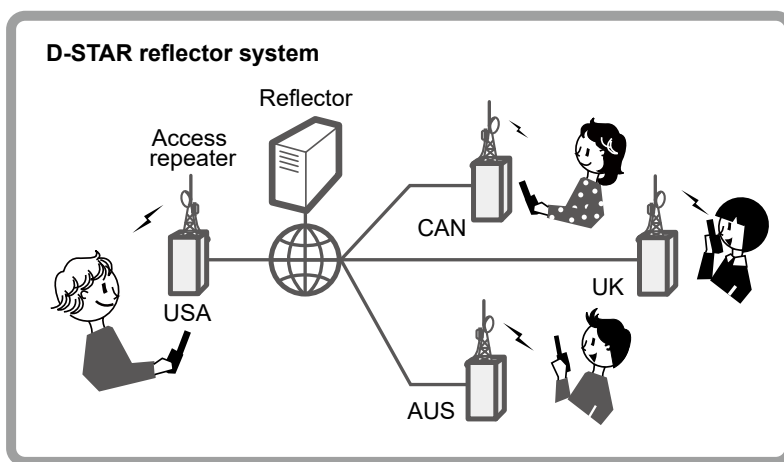 D-STAR reflector system
Reflector
Access
repeater
CAN
UK
USA
AUS